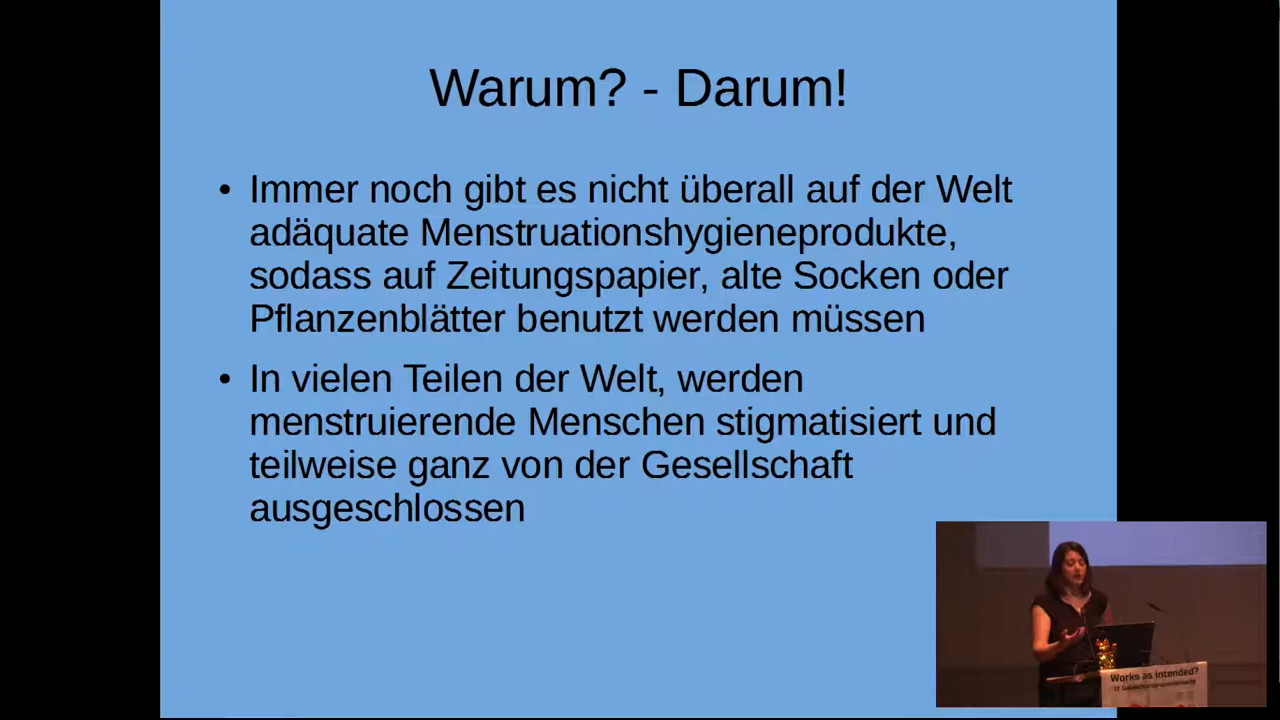 Warum? - Darum!
• Immer noch gibt es nicht überall auf der Welt
adäquate Menstruationshygieneprodukte,
sodass auf Zeitungspapier, alte Socken oder
Pflanzenblätter benutzt werden müssen
• In vielen Teilen der Welt, werden
menstruierende Menschen stigmatisiert und
teilweise ganz von der Gesellschaft
ausgeschlossen
Works as intended?
17. Gulaschprogrammiernacht